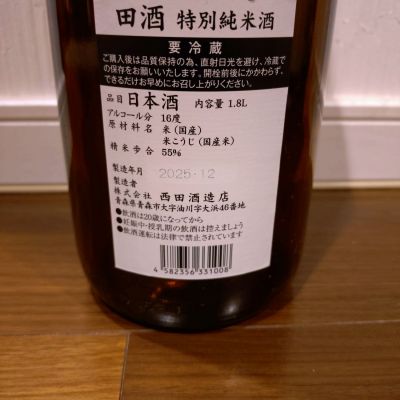 田酒 特別純米酒
要冷蔵
ご購入後は品質保持の為、直射日光を避け、冷蔵で
の保存をお願いいたします。開栓前後にかかわらず、
できるだけお早めにお召し上がりください。
品目 日本酒 内容量 1.8L
アルコール分 16度
原材料名 米(国産)
米こうじ(国産米)
精米歩合 55%
製造年月 2025.12
製造者
株式会社 西田酒造店
青森県青森市大字油川字大浜46番地
●飲酒は20歳になってから
●妊娠中・授乳期の飲酒は控えましょう
●飲酒運転は法律で禁止されています
4 582356 331008